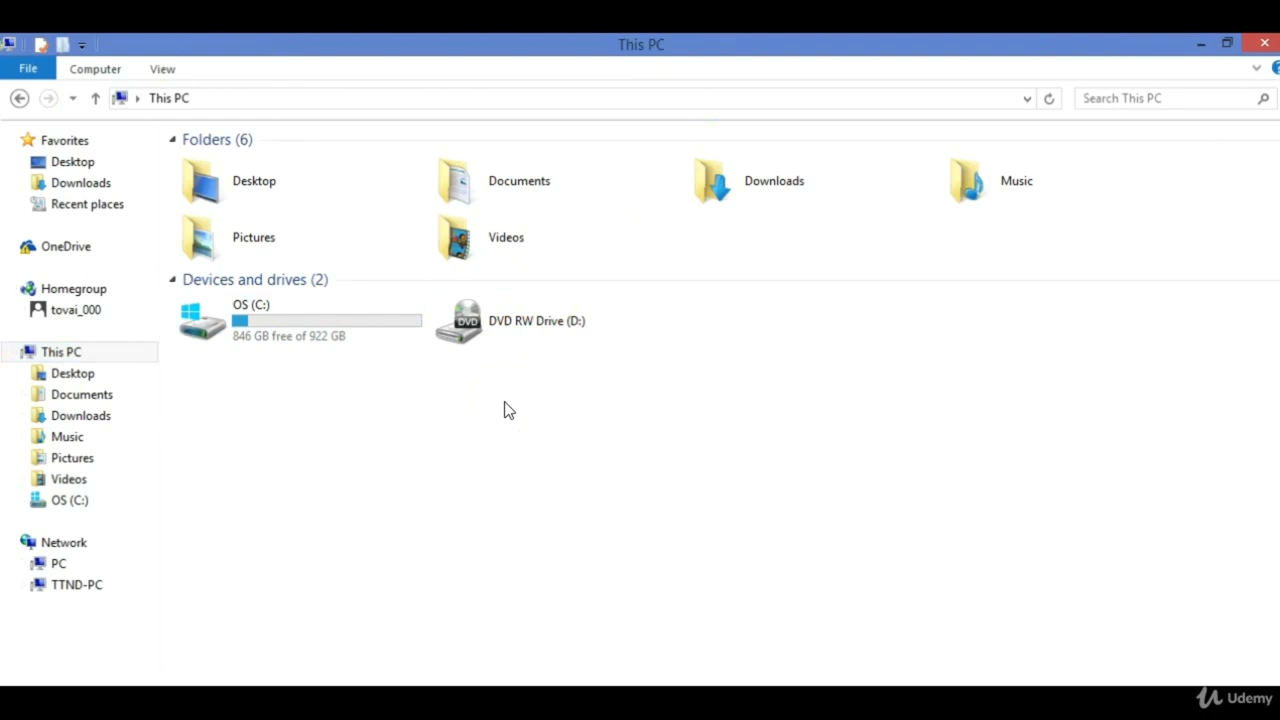 This PC
File Computer View
This PC
Search This PC
Favorites
Desktop
Downloads
Recent places
OneDrive
Homegroup
tovai_000
This PC
Desktop
Documents
Downloads
Music
Pictures
Videos
OS (C:)
Network
PC
TTND-PC
Folders (6)
Desktop Documents Downloads Music
Pictures Videos
Devices and drives (2)
OS (C:)
846 GB free of 922 GB
DVD
DVD RW Drive (D:)
Udemy